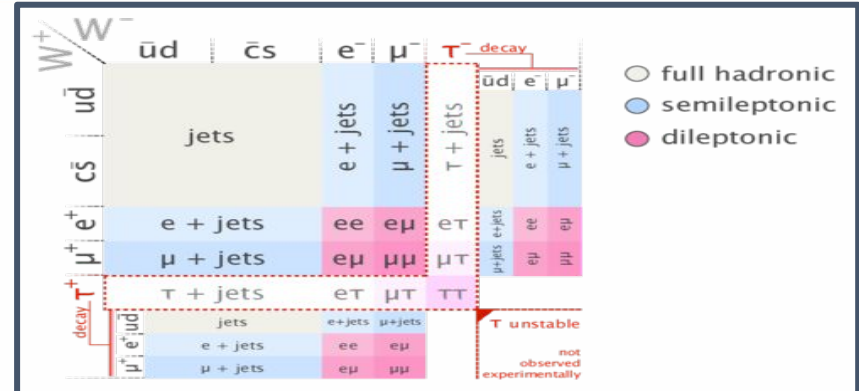 W⁺ W⁻
ūd c̄s e⁻ μ⁻ τ⁻ decay
ūd e⁻ μ⁻
full hadronic
semileptonic
dileptonic
ud̄
cs̄
jets
e + jets
μ + jets
τ + jets
jets
e + jets
μ + jets
e⁺ e + jets ee eμ eτ e+jets ee eμ
μ⁺ μ + jets eμ μμ μτ μ+jets eμ μμ
τ⁺ τ + jets eτ μτ ττ
decay
ud̄ jets e+jets μ+jets
e⁺ e + jets ee eμ
μ⁺ μ + jets eμ μμ
τ unstable
not
observed
experimentally